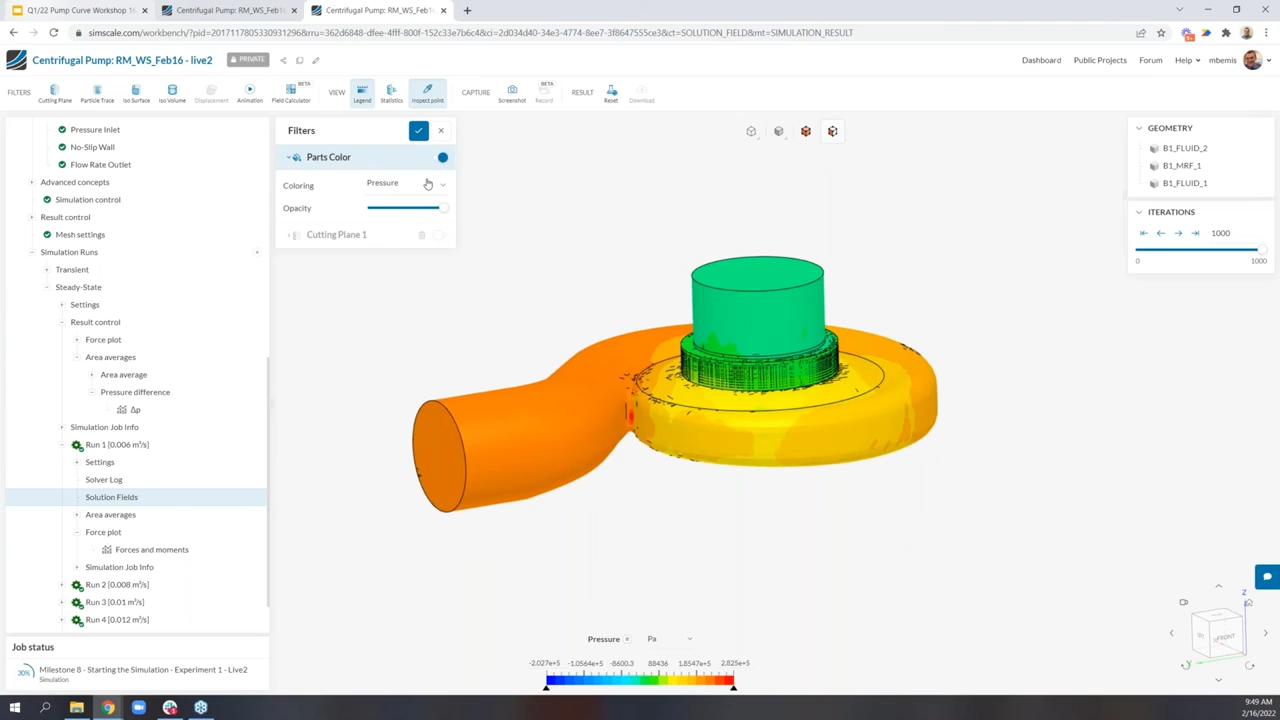 Q1/22 Pump Curve Workshop 16
Centrifugal Pump: RM_WS_Feb16
Centrifugal Pump: RM_WS_Feb16
simscale.com/workbench/?pid=20171178053309312968&rru=362d6848-dfee-4fff-800f-152c33e7b6c4&ci=2d034d40-34e3-4774-8ee7-3f8647555ce3&ct=SOLUTION_FIELD&mt=SIMULATION_RESULT
Centrifugal Pump: RM_WS_Feb16 - live2
PRIVATE
Dashboard
Public Projects
Forum
Help
mbemis
FILTERS
Cutting Plane
Particle Trace
Iso Surface
Iso Volume
Displacement
Animation
BETA
Field Calculator
VIEW
Legend
Statistics
Inspect point
CAPTURE
Screenshot
BETA
Record
RESULT
Reset
Download
Pressure Inlet
No-Slip Wall
Flow Rate Outlet
Advanced concepts
Simulation control
Result control
Mesh settings
Simulation Runs
Transient
Steady-State
Settings
Result control
Force plot
Area averages
Area average
Pressure difference
Δp
Simulation Job Info
Run 1 [0.006 m³/s]
Settings
Solver Log
Solution Fields
Area averages
Force plot
Forces and moments
Simulation Job Info
Run 2 [0.008 m³/s]
Run 3 [0.01 m³/s]
Run 4 [0.012 m³/s]
Job status
30%
Milestone 8 - Starting the Simulation - Experiment 1 - Live2
Simulation
Filters
Parts Color
Coloring
Pressure
Opacity
Cutting Plane 1
GEOMETRY
B1_FLUID_2
B1_MRF_1
B1_FLUID_1
ITERATIONS
1000
0
1000
Z
FRONT
Y
Pressure
Pa
-2.027e+5
-1.0564e+5
-8600.3
88436
1.8547e+5
2.825e+5
9:49 AM
2/16/2022